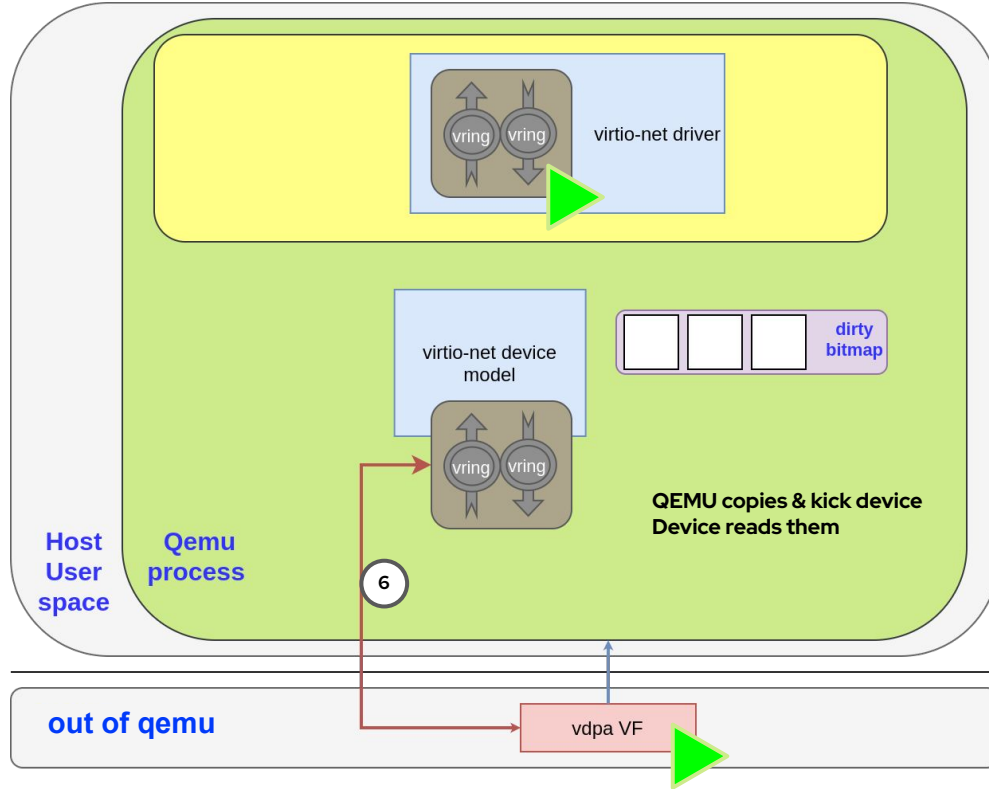 vring
vring
virtio-net driver
virtio-net device
model
dirty
bitmap
vring
vring
QEMU copies & kick device
Device reads them
Host
User
space
Qemu
process
6
out of qemu
vdpa VF